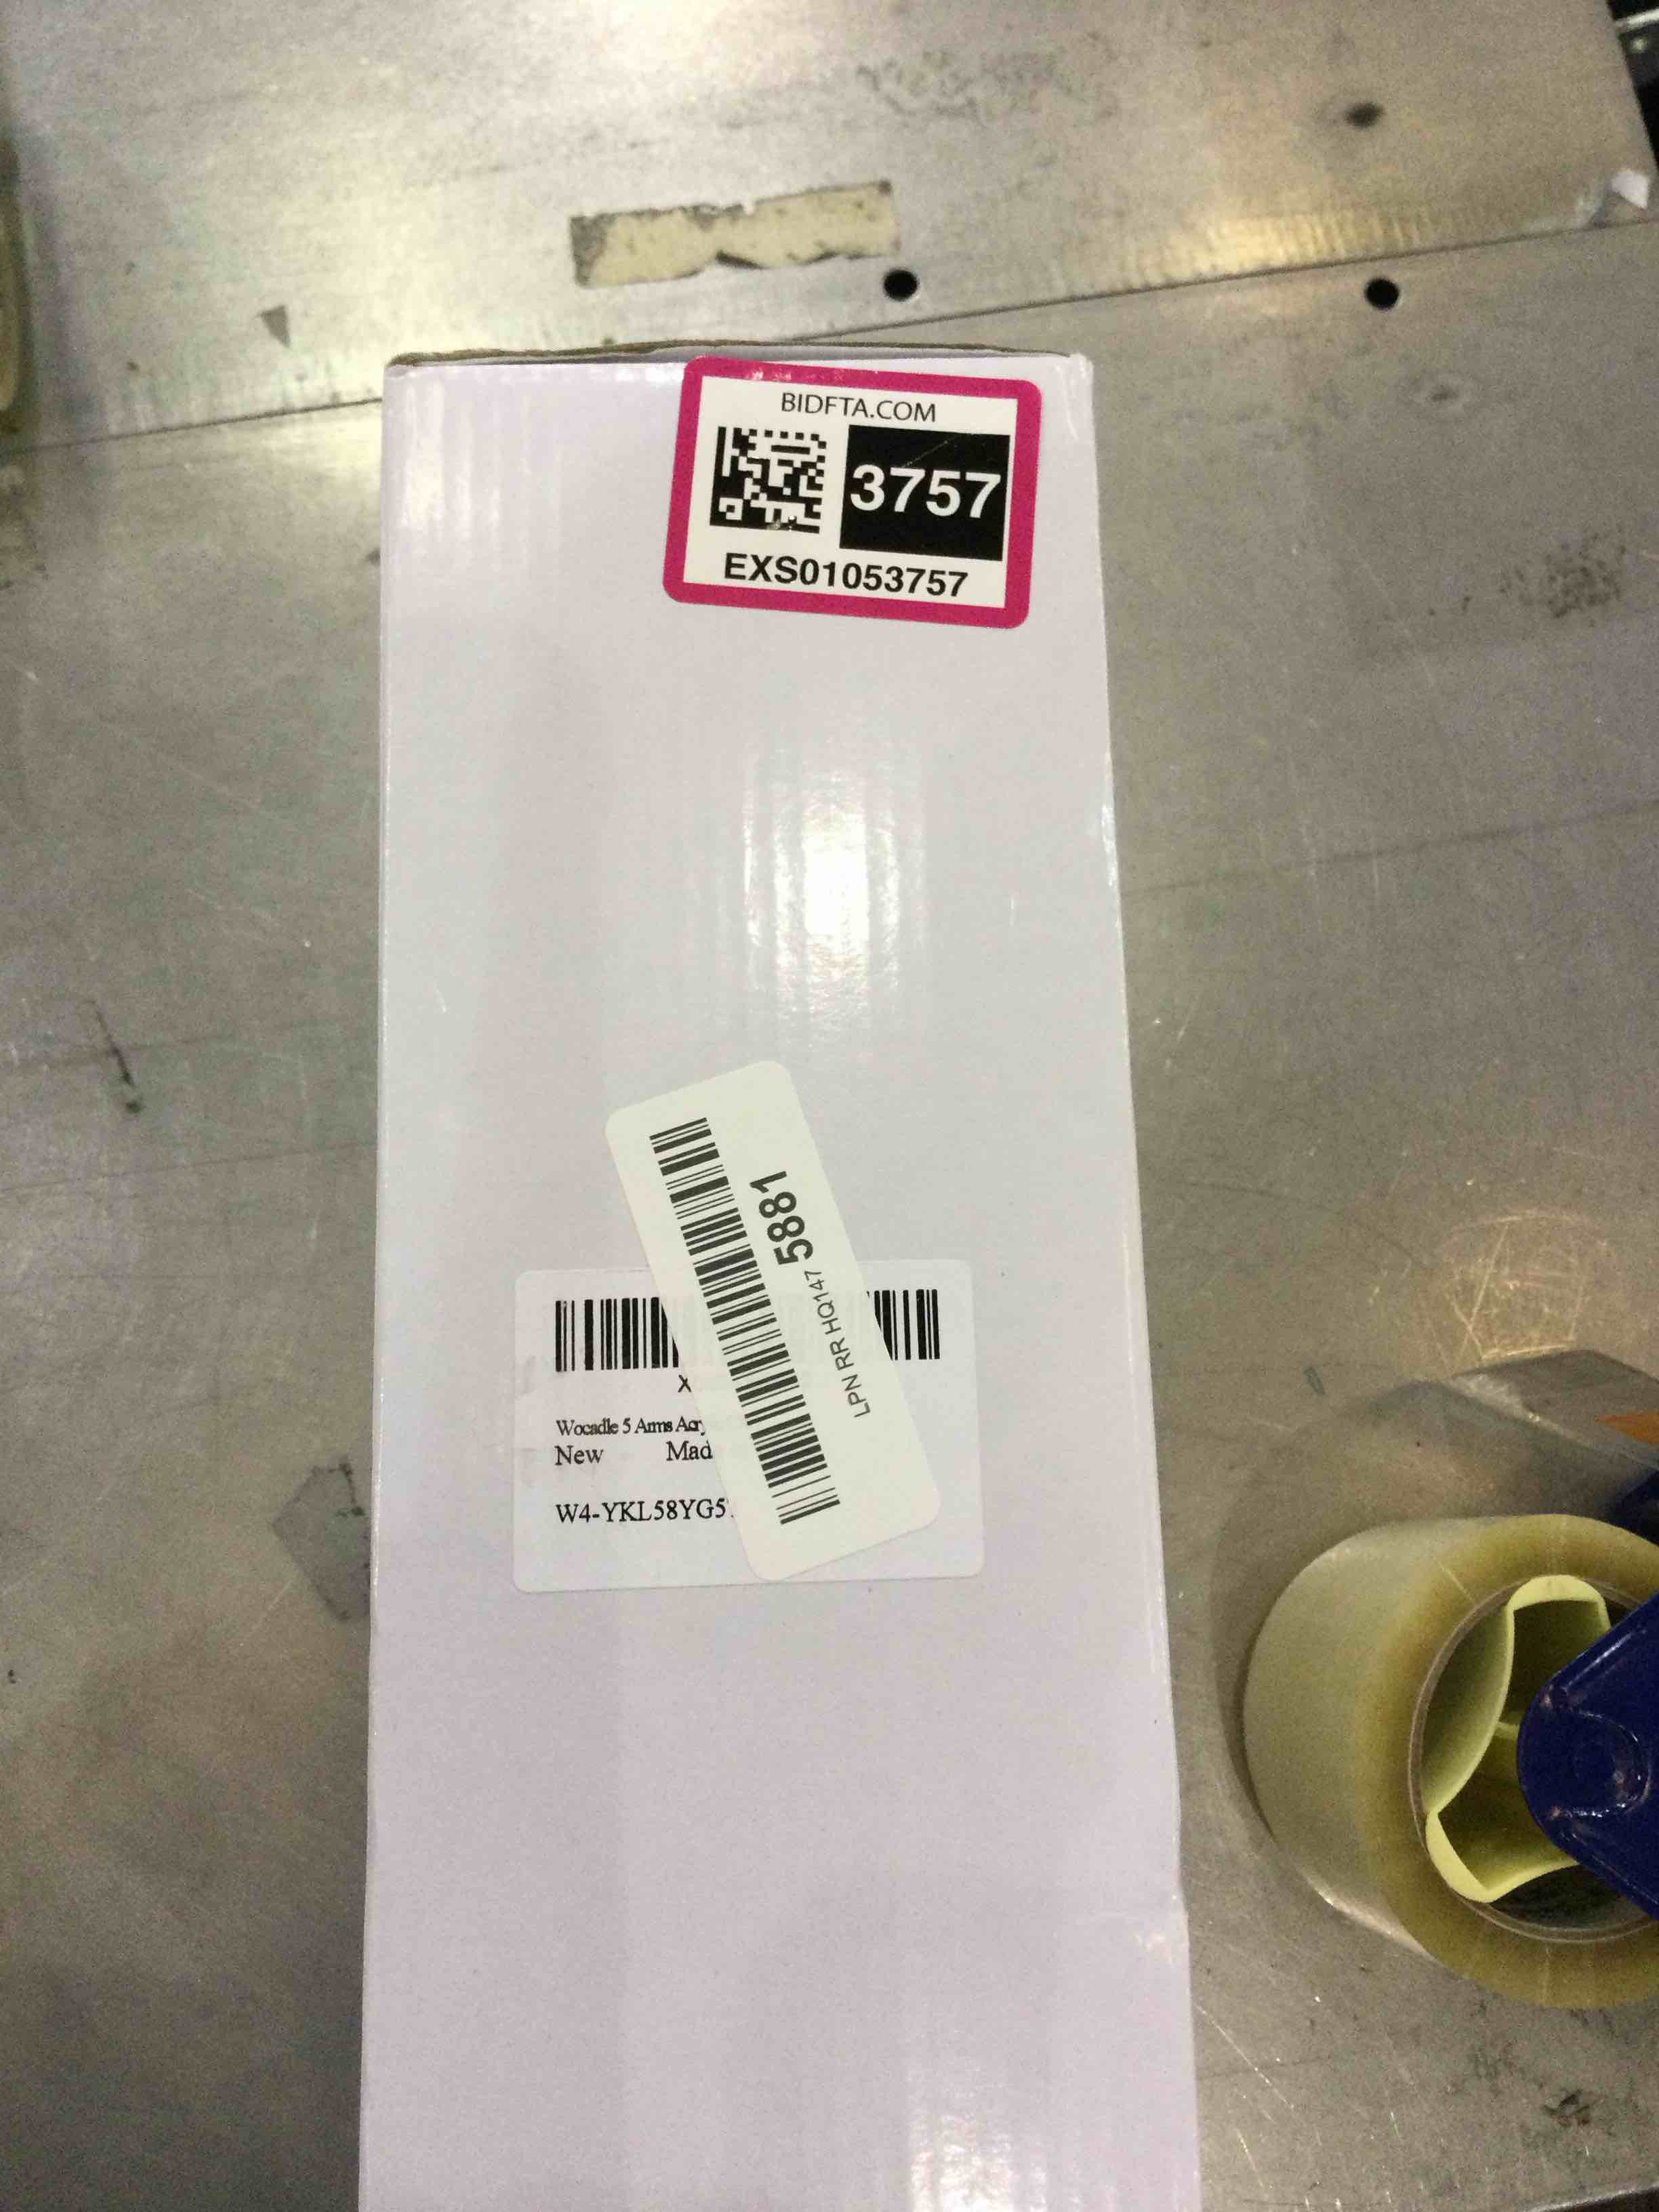 BIDFTA.COM
3757
EXS01053757
5881
LPN RR HQ147
X
Wocadle 5 Arms Acry
New Mad
W4-YKL58YG5